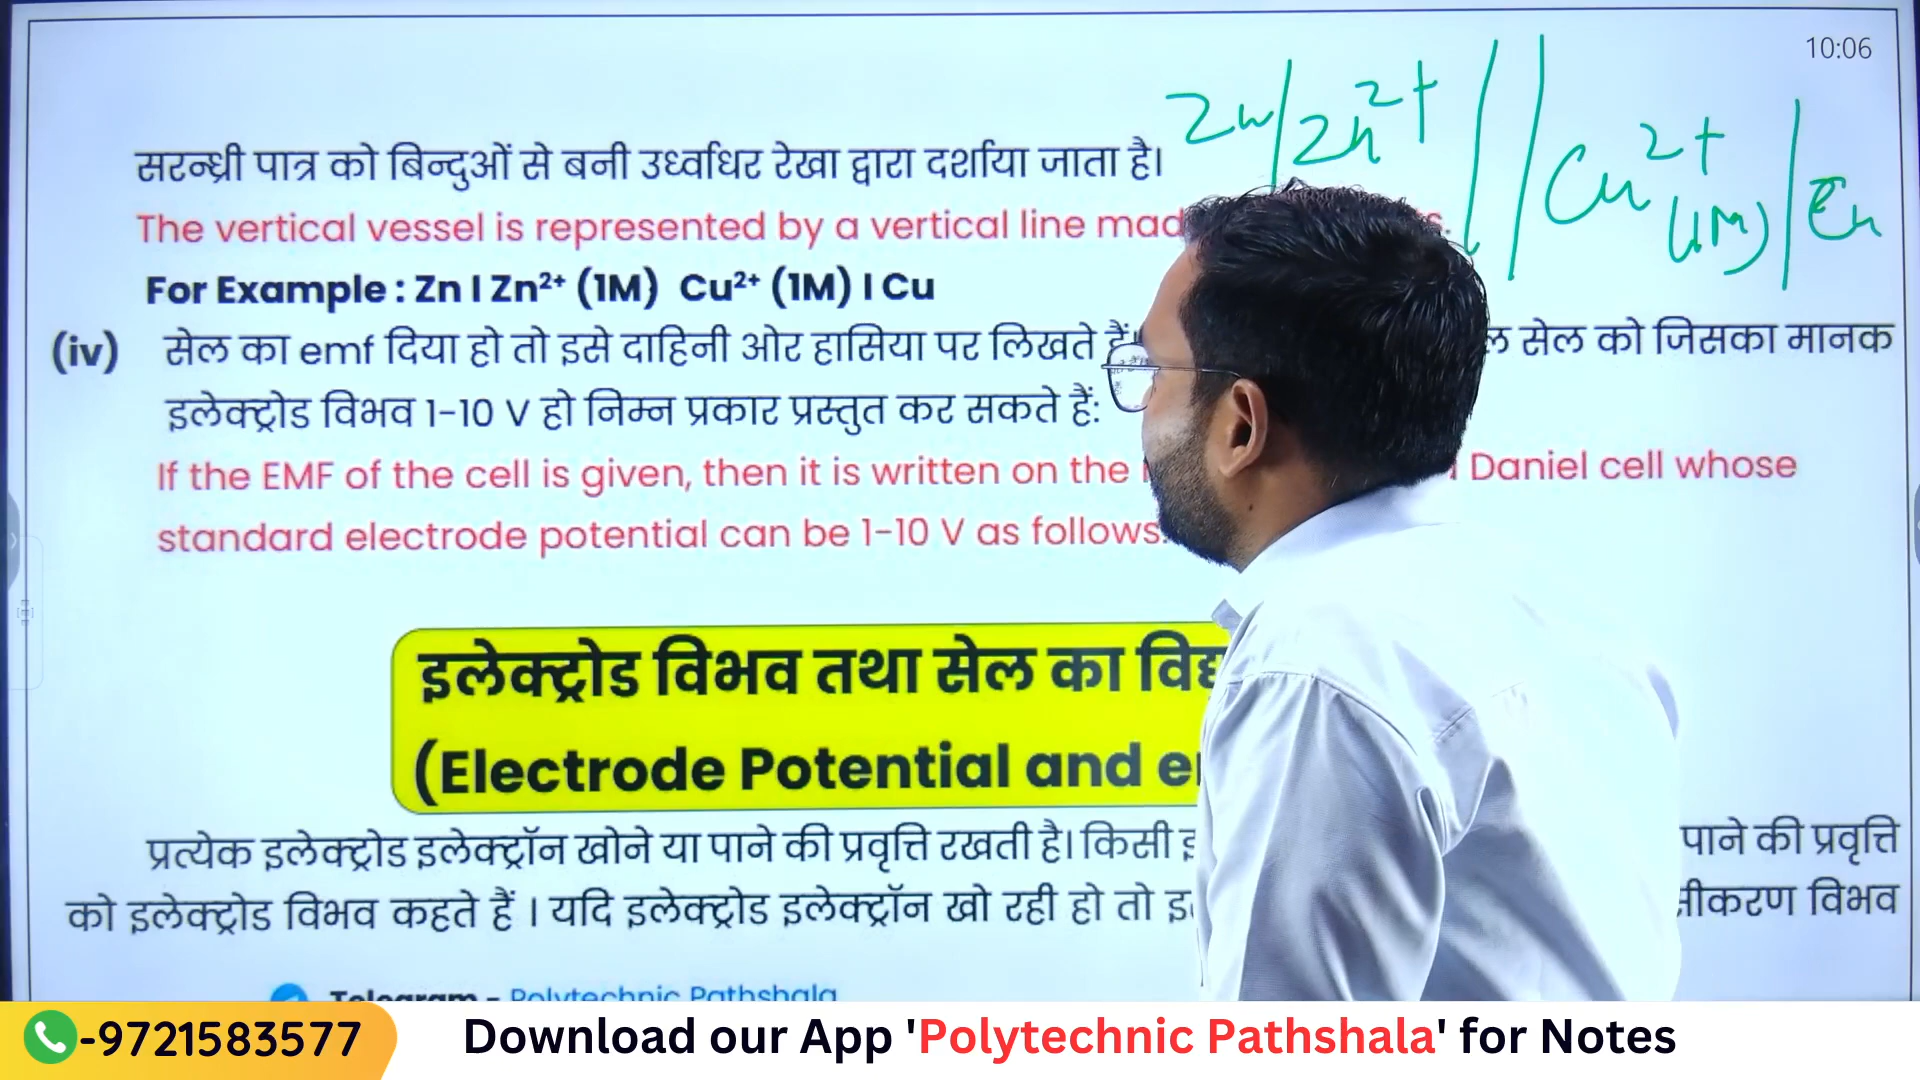 10:06
Zn/Zn2+ // Cu2+ (1M) / Cu
सरन्ध्री पात्र को बिन्दुओं से बनी उर्ध्वाधर रेखा द्वारा दर्शाया जाता है।
The vertical vessel is represented by a vertical line
For Example : Zn I Zn²⁺ (1M) Cu²⁺ (1M) I Cu
(iv) सेल का emf दिया हो तो इसे दाहिनी ओर हासिया पर लिखते हैं। सेल को जिसका मानक
इलेक्ट्रोड विभव 1-10 V हो निम्न प्रकार प्रस्तुत कर सकते हैं:
If the EMF of the cell is given, then it is written on the Daniel cell whose
standard electrode potential can be 1-10 V as follows:
इलेक्ट्रोड विभव तथा सेल का
(Electrode Potential and
प्रत्येक इलेक्ट्रोड इलेक्ट्रॉन खोने या पाने की प्रवृत्ति रखती है। किसी पाने की प्रवृत्ति
को इलेक्ट्रोड विभव कहते हैं । यदि इलेक्ट्रोड इलेक्ट्रॉन खो रही हो तो विभव
Telegram - Polytechnic Pathshala
-9721583577
Download our App 'Polytechnic Pathshala' for Notes